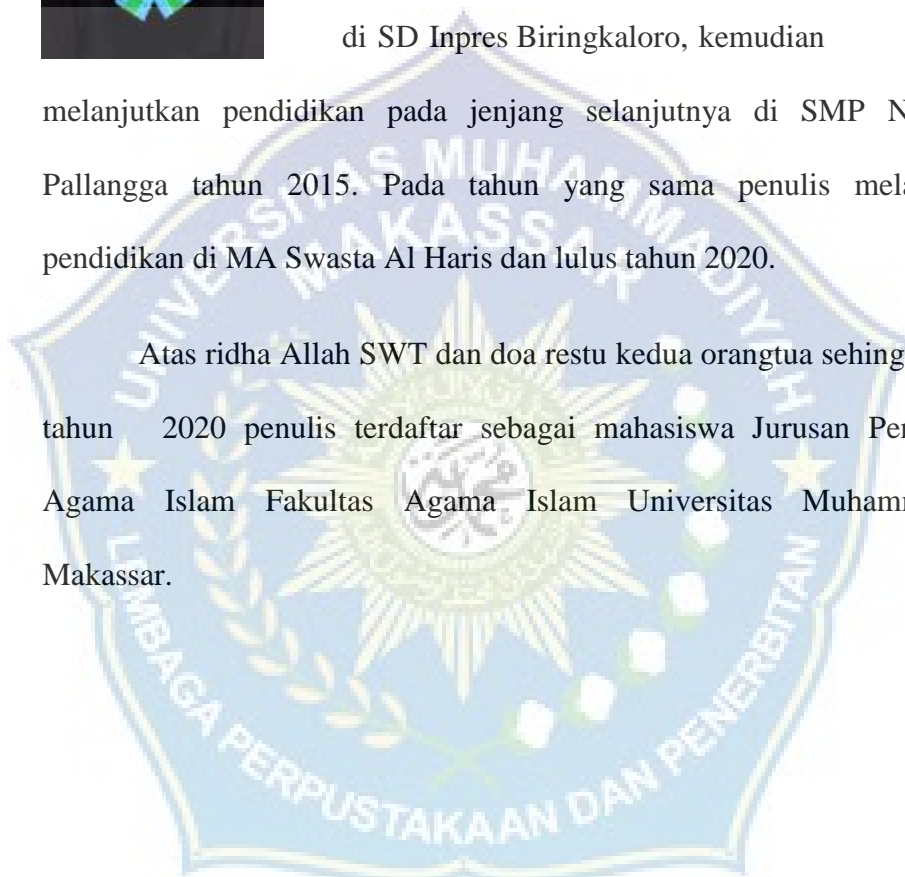 di SD Inpres Biringkaloro, kemudian
melanjutkan pendidikan pada jenjang selanjutnya di SMP
Pallangga tahun 2015. Pada tahun yang sama penulis
pendidikan di MA Swasta Al Haris dan lulus tahun 2020.
Atas ridha Allah SWT dan doa restu kedua orangtua
tahun 2020 penulis terdaftar sebagai mahasiswa Jurusan
Agama Islam Fakultas Agama Islam Universitas
Makassar.
UNIVERSITAS MUHAMMADIYAH
MAKASSAR
LEMBAGA PERPUSTAKAAN DAN PENERBITAN